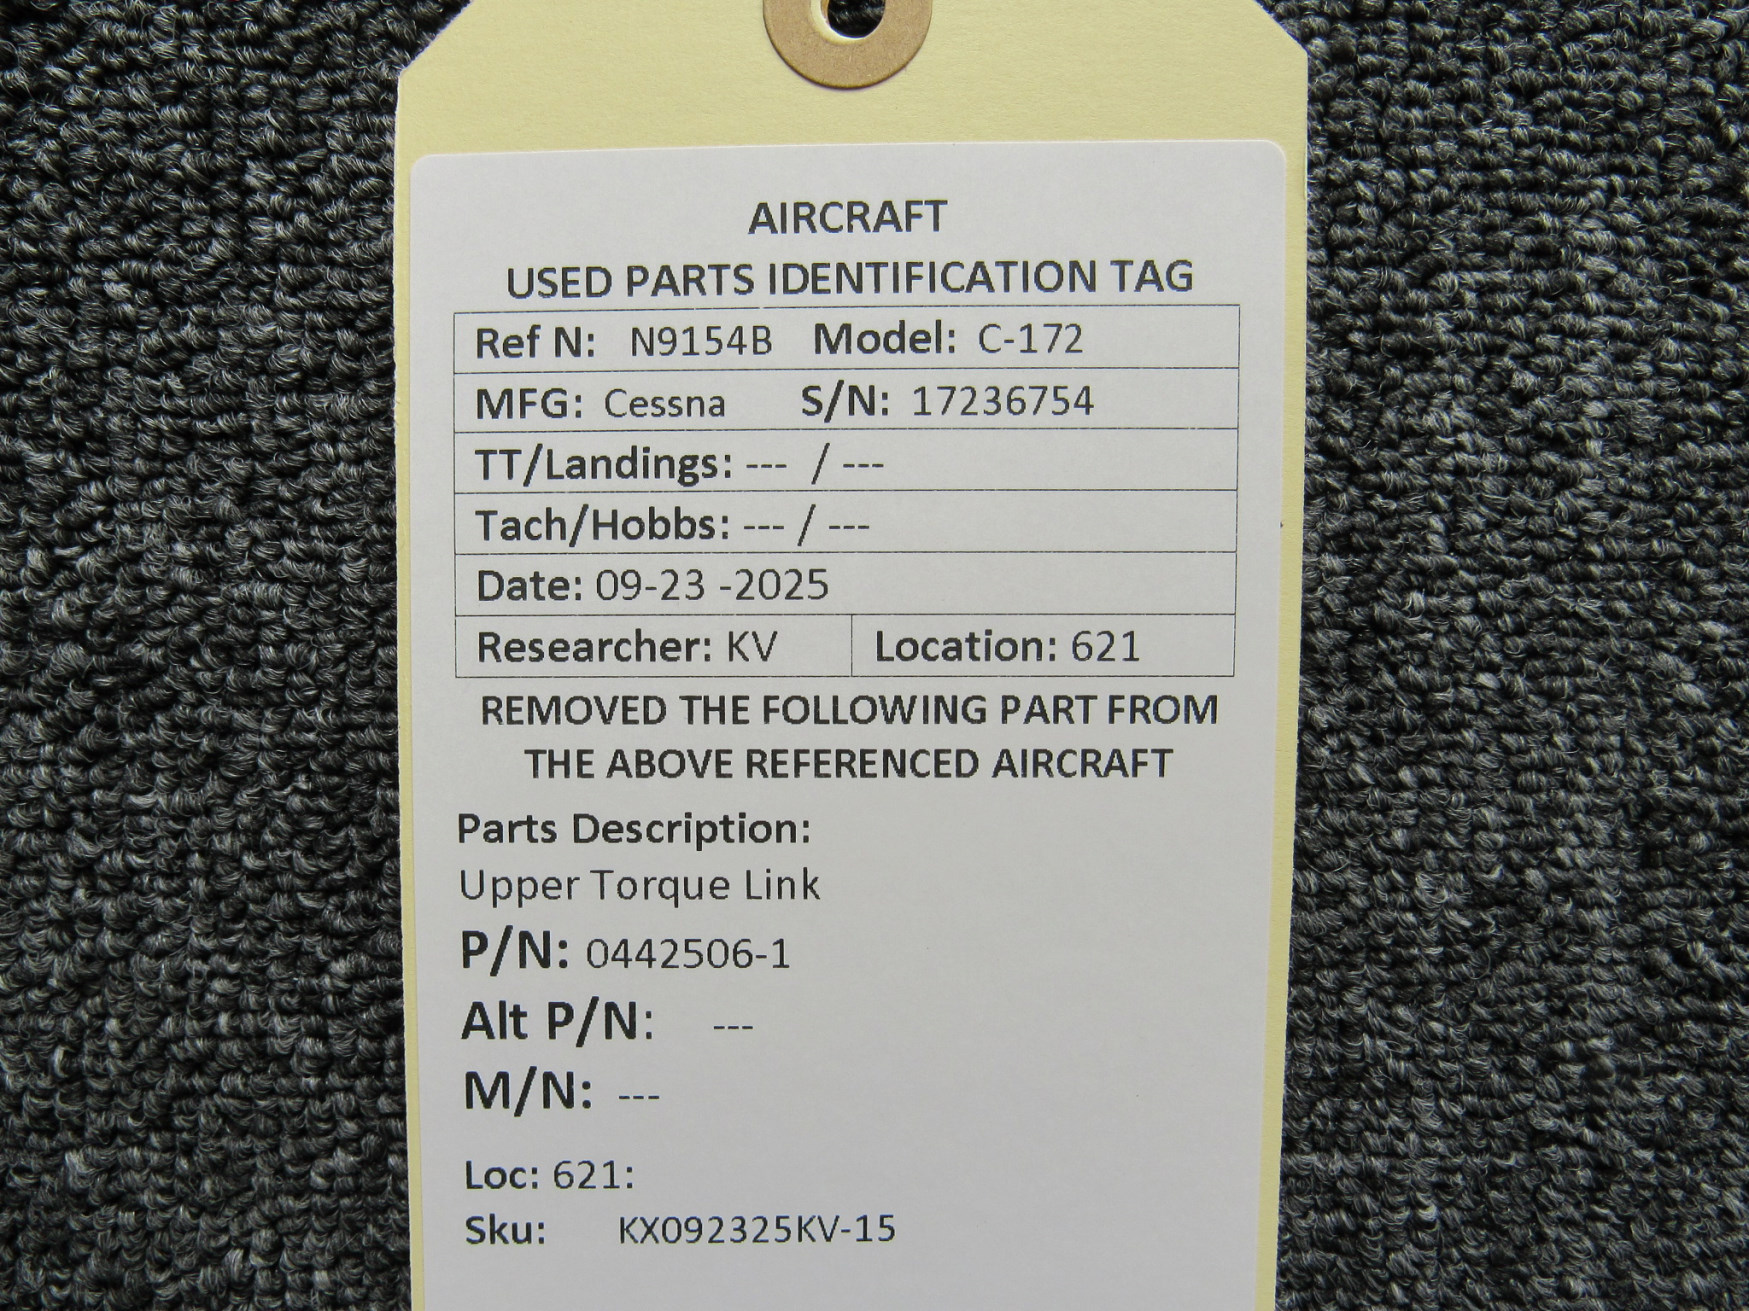 AIRCRAFT
USED PARTS IDENTIFICATION TAG
Ref N: N9154B Model: C-172
MFG: Cessna S/N: 17236754
TT/Landings: --- / ---
Tach/Hobbs: --- / ---
Date: 09-23 -2025
Researcher: KV Location: 621
REMOVED THE FOLLOWING PART FROM
THE ABOVE REFERENCED AIRCRAFT
Parts Description:
Upper Torque Link
P/N: 0442506-1
Alt P/N: ---
M/N: ---
Loc: 621:
Sku: KX092325KV-15